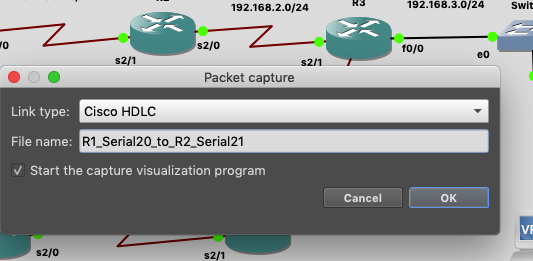 R3
192.168.2.0/24
192.168.3.0/24
Swit
s/0
s2/1
s2/0
s2/1
f0/0
e0
Packet capture
Link type: Cisco HDLC
File name: R1_Serial20_to_R2_Serial21
Start the capture visualization program
Cancel OK
s2/0
s2/1
VP